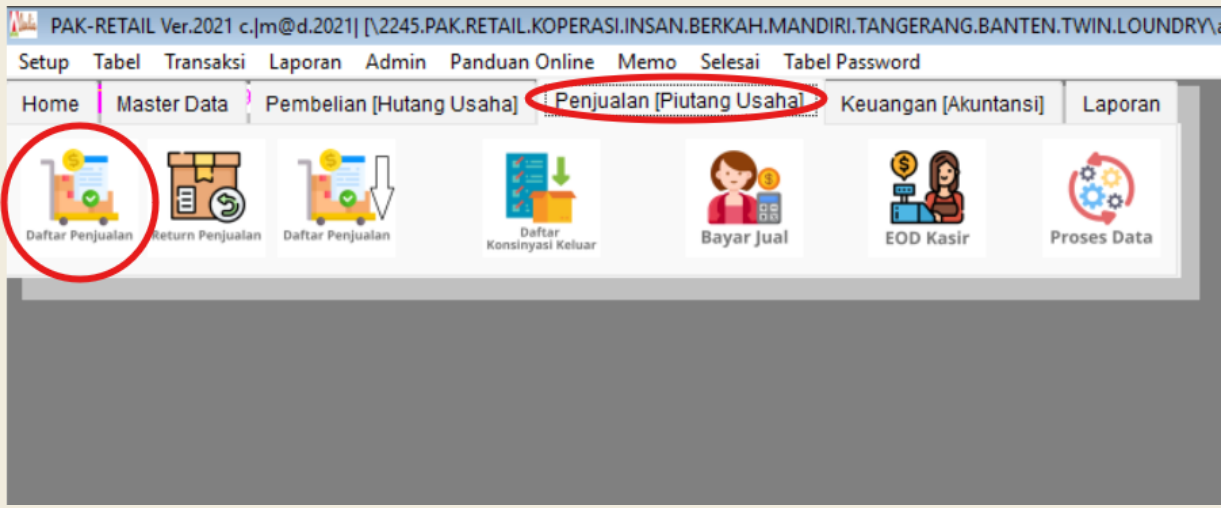 PAK-RETAIL Ver.2021 c.|m@d.2021| [\2245.PAK.RETAIL.KOPERASI.INSAN.BERKAH.MANDIRI.TANGERANG.BANTEN.TWIN.LOUNDRY\a
Setup Tabel Transaksi Laporan Admin Panduan Online Memo Selesai Tabel Password
Home Master Data Pembelian [Hutang Usaha] Penjualan [Piutang Usaha] Keuangan [Akuntansi] Laporan
Daftar Penjualan Return Penjualan Daftar Penjualan Daftar Bayar Jual EOD Kasir Proses Data
Konsinyasi Keluar